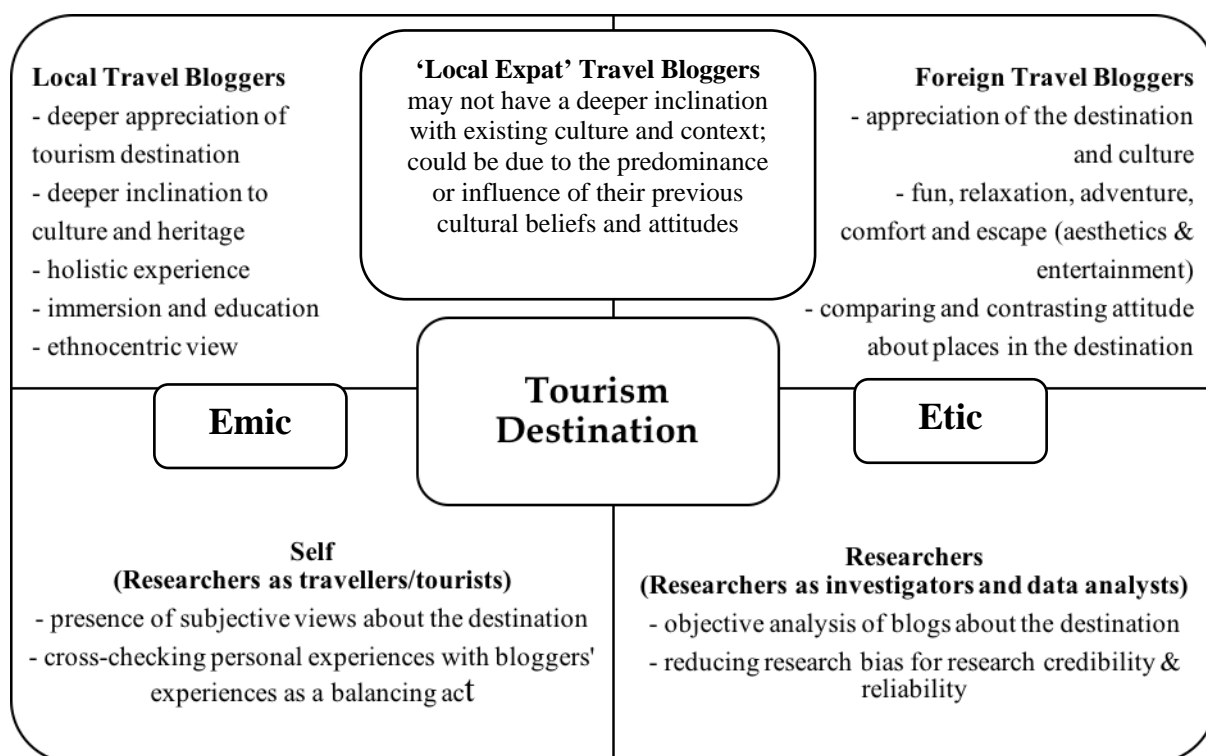 Local Travel Bloggers
- deeper appreciation of
tourism destination
- deeper inclination to
culture and heritage
- holistic experience
- immersion and education
- ethnocentric view
‘Local Expat’ Travel Bloggers
may not have a deeper inclination
with existing culture and context;
could be due to the predominance
or influence of their previous
cultural beliefs and attitudes
Foreign Travel Bloggers
- appreciation of the destination
and culture
- fun, relaxation, adventure,
comfort and escape (aesthetics &
entertainment)
- comparing and contrasting attitude
about places in the destination
Emic
Tourism
Destination
Etic
Self
(Researchers as travellers/tourists)
- presence of subjective views about the destination
- cross-checking personal experiences with bloggers'
experiences as a balancing act
Researchers
(Researchers as investigators and data analysts)
- objective analysis of blogs about the destination
- reducing research bias for research credibility &
reliability